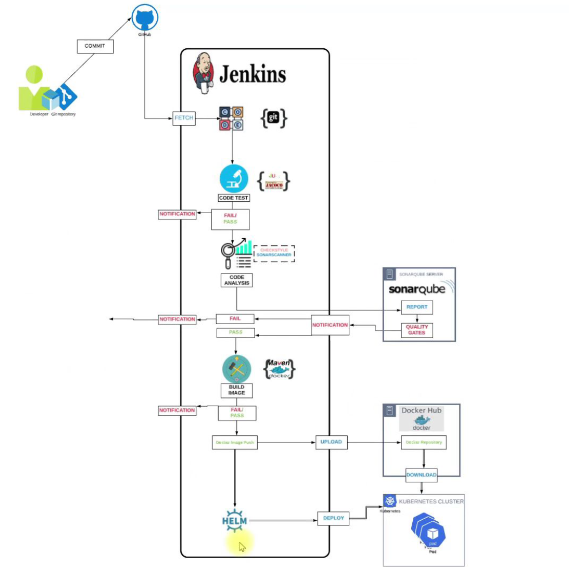 GitHub
COMMIT
Jenkins
Developer
Git repository
FETCH
{git}
CODE TEST
NOTIFICATION
FAIL/
PASS
CHECKSTYLE
SONARSCANNER
CODE
ANALYSIS
SONARQUBE SERVER
sonarqube
REPORT
QUALITY
GATES
NOTIFICATION
FAIL
NOTIFICATION
PASS
Maven
BUILD
IMAGE
NOTIFICATION
FAIL/
PASS
Docker Hub
docker
Docker Image Push
UPLOAD
Docker Repository
DOWNLOAD
KUBERNETES CLUSTER
Kubernetes
HELM
DEPLOY
Pod